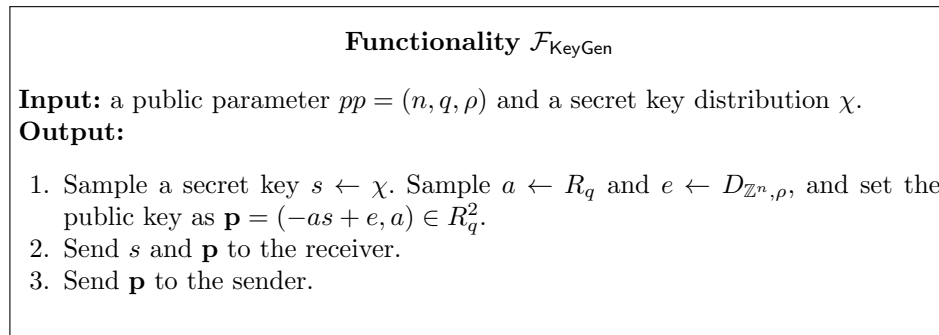 Functionality $\mathcal{F}_{\mathsf{KeyGen}}$
Input: a public parameter $pp = (n, q, \rho)$ and a secret key distribution $\chi$.
Output:
1. Sample a secret key $s \leftarrow \chi$. Sample $a \leftarrow R_q$ and $e \leftarrow D_{\mathbb{Z}^n,\rho}$, and set the
public key as $\mathbf{p} = (-as + e, a) \in R_q^2$.
2. Send $s$ and $\mathbf{p}$ to the receiver.
3. Send $\mathbf{p}$ to the sender.